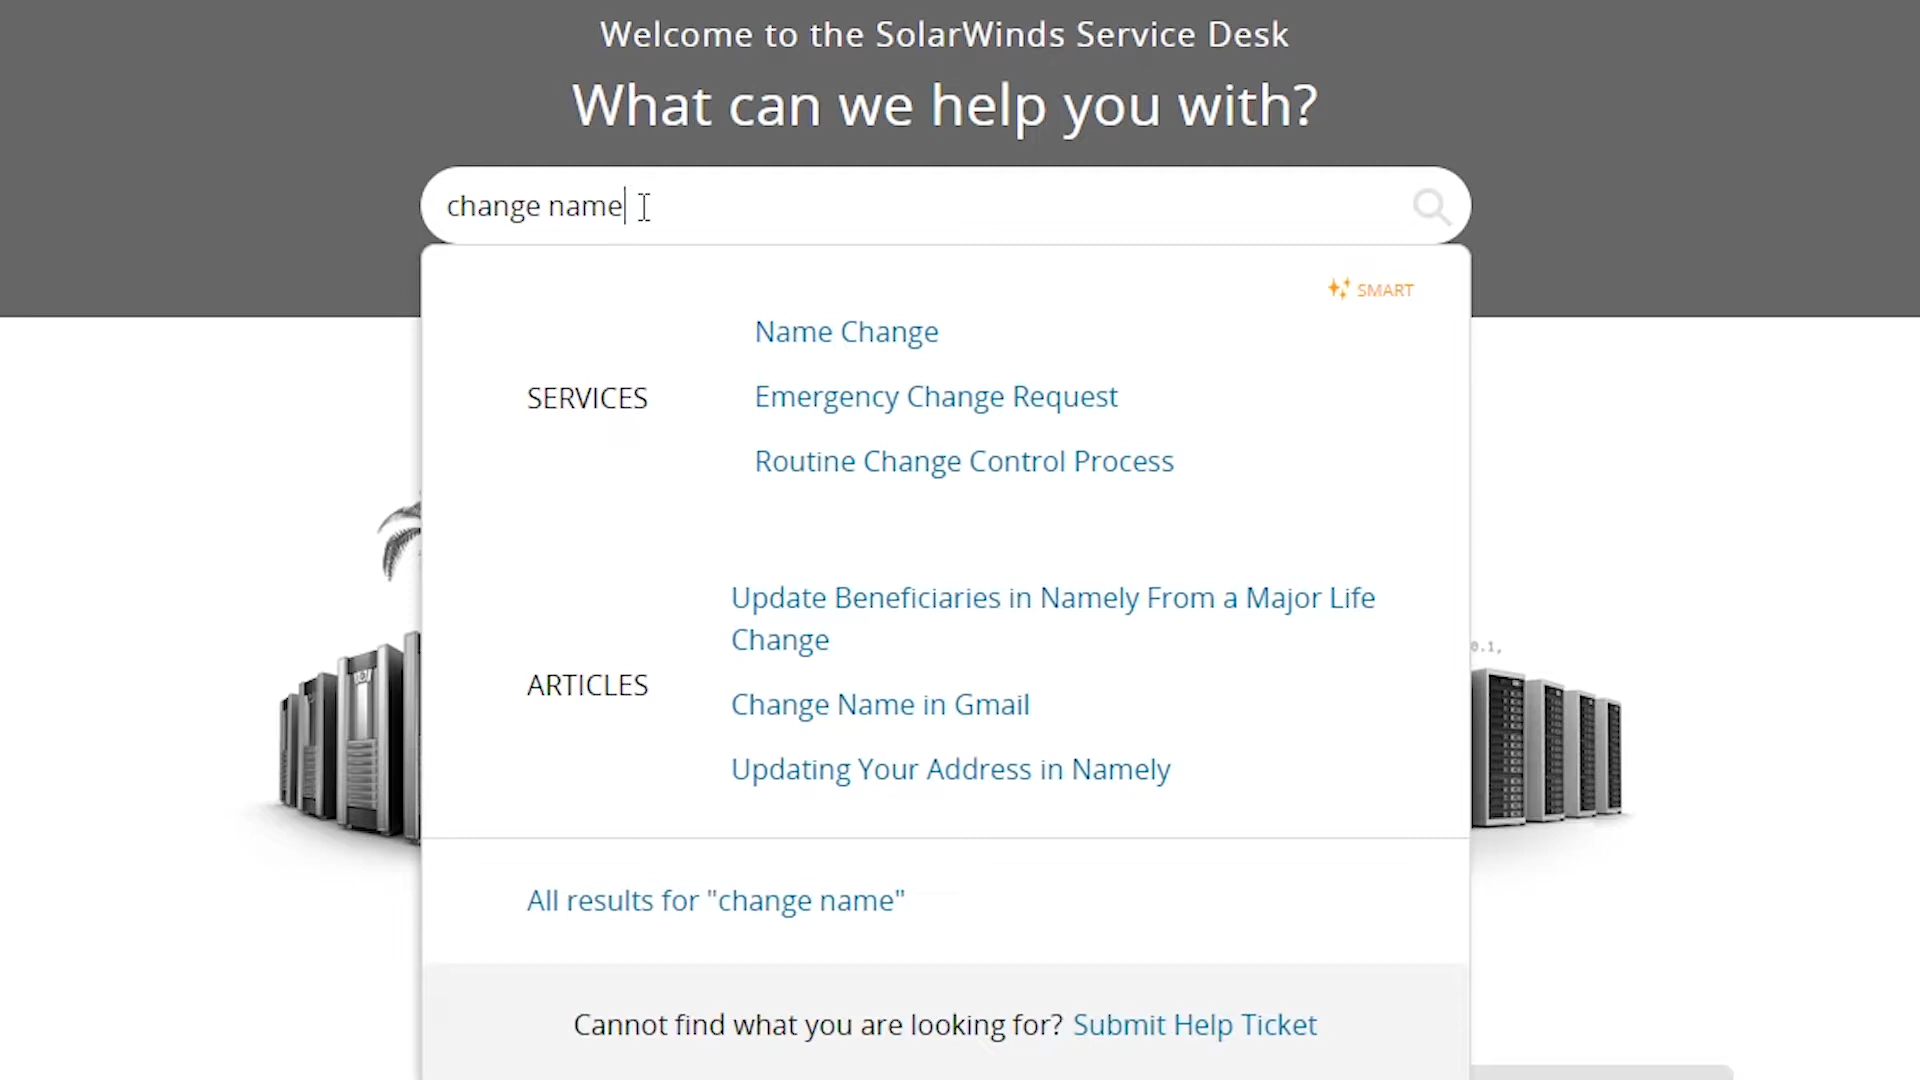 Welcome to the SolarWinds Service Desk
What can we help you with?
change name
SMART
SERVICES
Name Change
Emergency Change Request
Routine Change Control Process
ARTICLES
Update Beneficiaries in Namely From a Major Life
Change
Change Name in Gmail
Updating Your Address in Namely
0.1,
All results for "change name"
Cannot find what you are looking for? Submit Help Ticket